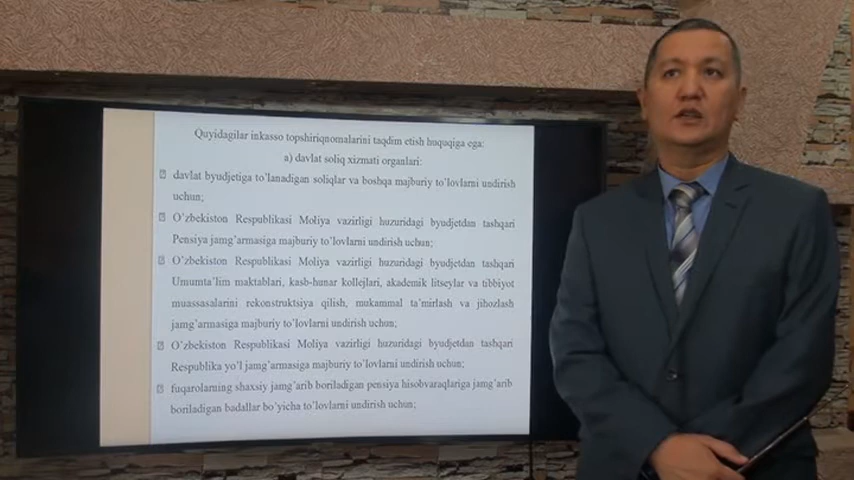 Quyidagilar inkasso topshiriqnomalarini taqdim etish huquqiga ega:
a) davlat soliq xizmati organlari:
davlat byudjetiga to'lanadigan soliqlar va boshqa majburiy to'lovlarni undirish
uchun;
O'zbekiston Respublikasi Moliya vazirligi huzuridagi byudjetdan tashqari
Pensiya jamg'armasiga majburiy to'lovlarni undirish uchun;
O'zbekiston Respublikasi Moliya vazirligi huzuridagi byudjetdan tashqari
Umumta'lim maktablari, kasb-hunar kollejlari, akademik litseylar va tibbiyot
muassasalarini rekonstruktsiya qilish, mukammal ta'mirlash va jihozlash
jamg'armasiga majburiy to'lovlarni undirish uchun;
O'zbekiston Respublikasi Moliya vazirligi huzuridagi byudjetdan tashqari
Respublika yo'l jamg'armasiga majburiy to'lovlarni undirish uchun;
fuqarolarning shaxsiy jamg'arib boriladigan pensiya hisobvaraqlariga jamg'arib
boriladigan badallar bo'yicha to'lovlarni undirish uchun;